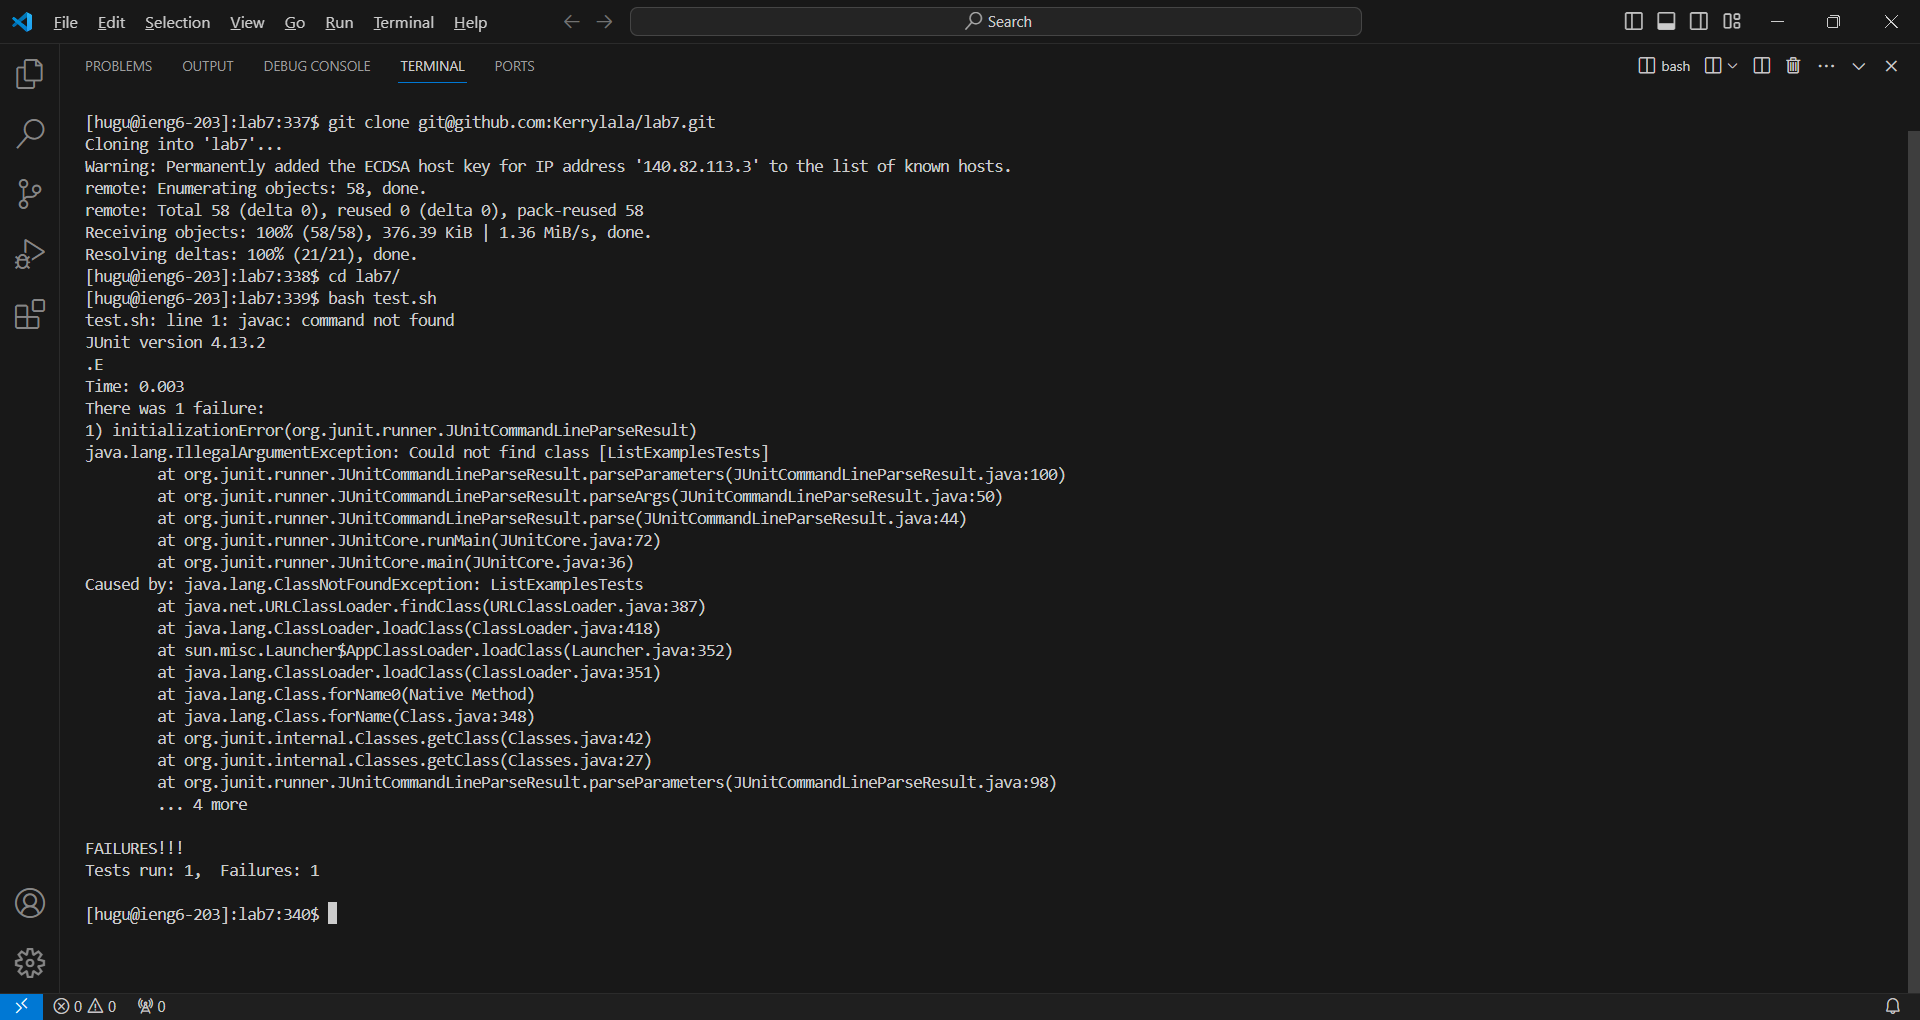 File Edit Selection View Go Run Terminal Help Search
PROBLEMS OUTPUT DEBUG CONSOLE TERMINAL PORTS bash
[hugu@ieng6-203]:lab7:337$ git clone git@github.com:Kerrylala/lab7.git
Cloning into 'lab7'...
Warning: Permanently added the ECDSA host key for IP address '140.82.113.3' to the list of known hosts.
remote: Enumerating objects: 58, done.
remote: Total 58 (delta 0), reused 0 (delta 0), pack-reused 58
Receiving objects: 100% (58/58), 376.39 KiB | 1.36 MiB/s, done.
Resolving deltas: 100% (21/21), done.
[hugu@ieng6-203]:lab7:338$ cd lab7/
[hugu@ieng6-203]:lab7:339$ bash test.sh
test.sh: line 1: javac: command not found
JUnit version 4.13.2
.E
Time: 0.003
There was 1 failure:
1) initializationError(org.junit.runner.JUnitCommandLineParseResult)
java.lang.IllegalArgumentException: Could not find class [ListExamplesTests]
at org.junit.runner.JUnitCommandLineParseResult.parseParameters(JUnitCommandLineParseResult.java:100)
at org.junit.runner.JUnitCommandLineParseResult.parseArgs(JUnitCommandLineParseResult.java:50)
at org.junit.runner.JUnitCommandLineParseResult.parse(JUnitCommandLineParseResult.java:44)
at org.junit.runner.JUnitCore.runMain(JUnitCore.java:72)
at org.junit.runner.JUnitCore.main(JUnitCore.java:36)
Caused by: java.lang.ClassNotFoundException: ListExamplesTests
at java.net.URLClassLoader.findClass(URLClassLoader.java:387)
at java.lang.ClassLoader.loadClass(ClassLoader.java:418)
at sun.misc.Launcher$AppClassLoader.loadClass(Launcher.java:352)
at java.lang.ClassLoader.loadClass(ClassLoader.java:351)
at java.lang.Class.forName0(Native Method)
at java.lang.Class.forName(Class.java:348)
at org.junit.internal.Classes.getClass(Classes.java:42)
at org.junit.internal.Classes.getClass(Classes.java:27)
at org.junit.runner.JUnitCommandLineParseResult.parseParameters(JUnitCommandLineParseResult.java:98)
... 4 more
FAILURES!!!
Tests run: 1,  Failures: 1
[hugu@ieng6-203]:lab7:340$
0 0 0